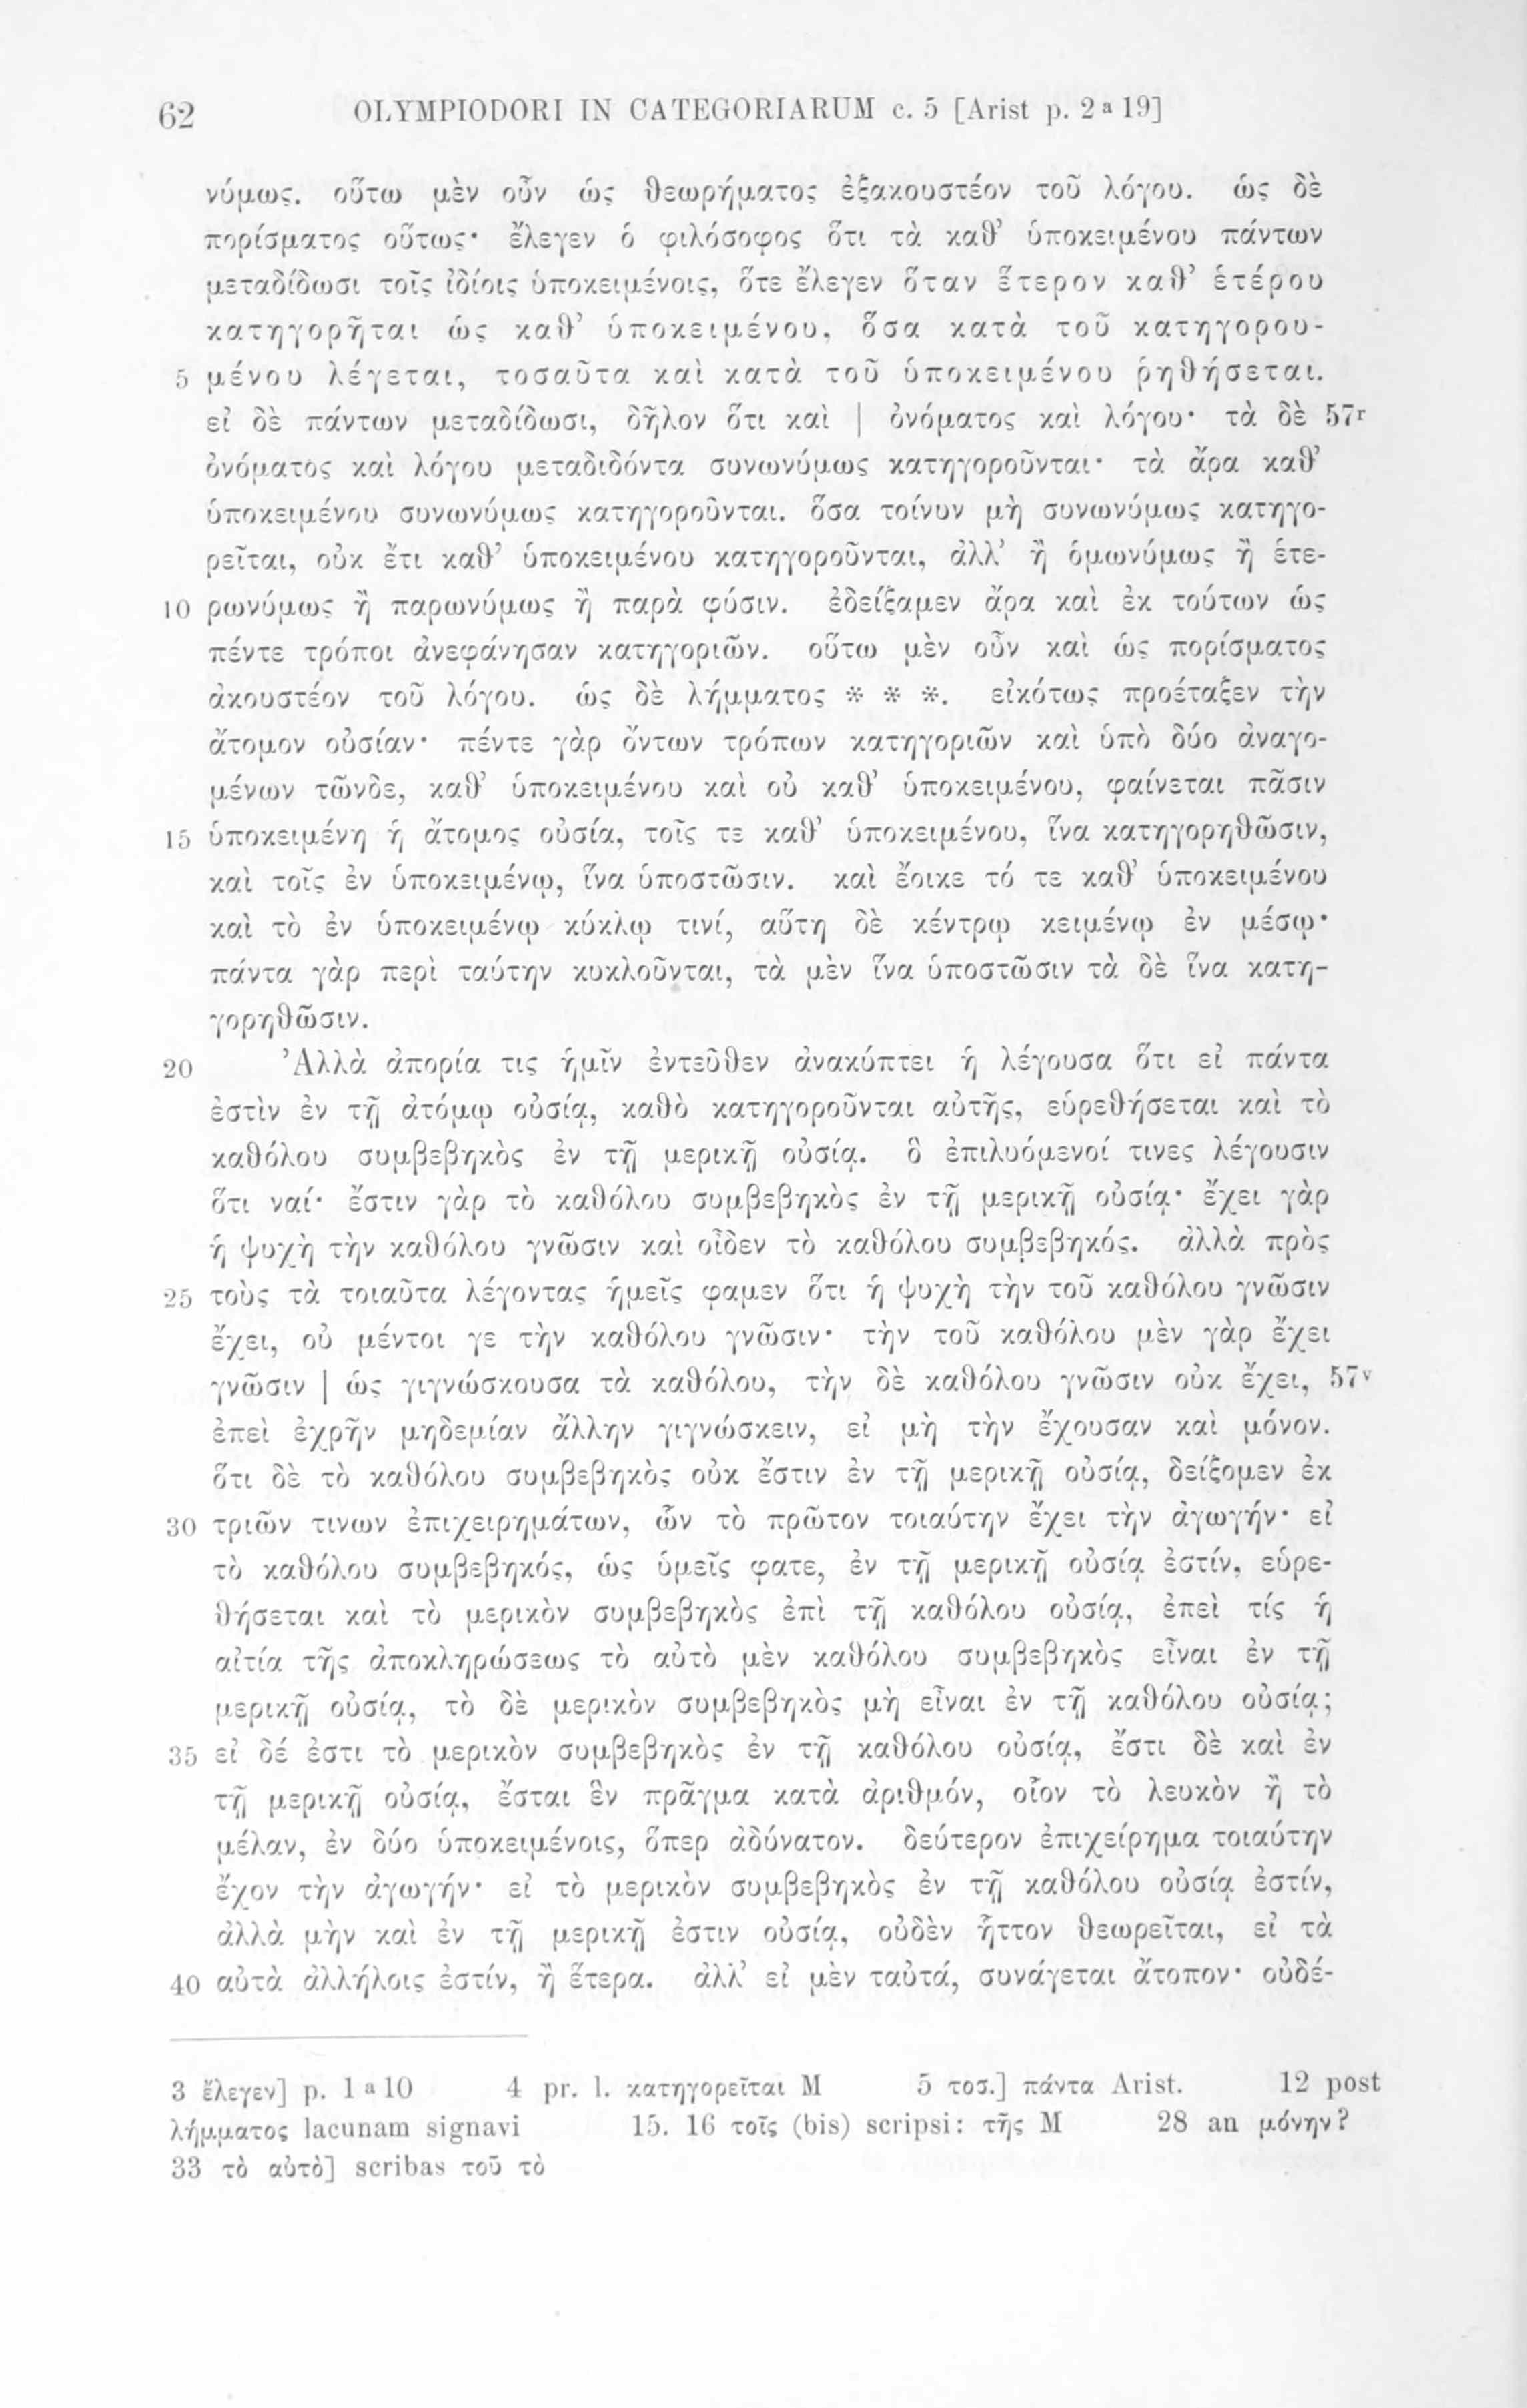 62 OLYMPIODORI IN CATEGORIARUM c. 5 [Arist p. 2ᵃ19]
νύμως. οὕτω μὲν οὖν ὡς θεωρήματος ἐξακουστέον τοῦ λόγου. ὡς δὲ
πορίσματος οὕτως· ἔλεγεν ὁ φιλόσοφος ὅτι τὰ καθ’ ὑποκειμένου πάντων
μεταδίδωσι τοῖς ἰδίοις ὑποκειμένοις, ὅτε ἔλεγεν ὅταν ἕτερον καθ’ ἑτέρου
κατηγορῆται ὡς καθ’ ὑποκειμένου, ὅσα κατὰ τοῦ κατηγορου-
5 μένου λέγεται, τοσαῦτα καὶ κατὰ τοῦ ὑποκειμένου ῥηθήσεται.
εἰ δὲ πάντων μεταδίδωσι, δῆλον ὅτι καὶ | ὀνόματος καὶ λόγου· τὰ δὲ 57ʳ
ὀνόματος καὶ λόγου μεταδιδόντα συνωνύμως κατηγοροῦνται· τὰ ἄρα καθ’
ὑποκειμένου συνωνύμως κατηγοροῦνται. ὅσα τοίνυν μὴ συνωνύμως κατηγο-
ρεῖται, οὐκ ἔτι καθ’ ὑποκειμένου κατηγοροῦνται, ἀλλ’ ἢ ὁμωνύμως ἢ ἑτε-
10 ρωνύμως ἢ παρωνύμως ἢ παρὰ φύσιν. ἐδείξαμεν ἄρα καὶ ἐκ τούτων ὡς
πέντε τρόποι ἀνεφάνησαν κατηγοριῶν. οὕτω μὲν οὖν καὶ ὡς πορίσματος
ἀκουστέον τοῦ λόγου. ὡς δὲ λήμματος * * *. εἰκότως προέταξεν τὴν
ἄτομον οὐσίαν· πέντε γὰρ ὄντων τρόπων κατηγοριῶν καὶ ὑπὸ δύο ἀναγο-
μένων τῶνδε, καθ’ ὑποκειμένου καὶ οὐ καθ’ ὑποκειμένου, φαίνεται πᾶσιν
15 ὑποκειμένη ἡ ἄτομος οὐσία, τοῖς τε καθ’ ὑποκειμένου, ἵνα κατηγορηθῶσιν,
καὶ τοῖς ἐν ὑποκειμένῳ, ἵνα ὑποστῶσιν. καὶ ἔοικε τό τε καθ’ ὑποκειμένου
καὶ τὸ ἐν ὑποκειμένῳ κύκλῳ τινί, αὕτη δὲ κέντρῳ κειμένῳ ἐν μέσῳ·
πάντα γὰρ περὶ ταύτην κυκλοῦνται, τὰ μὲν ἵνα ὑποστῶσιν τὰ δὲ ἵνα κατη-
γορηθῶσιν.
20 Ἀλλὰ ἀπορία τις ἡμῖν ἐντεῦθεν ἀνακύπτει ἡ λέγουσα ὅτι εἰ πάντα
ἐστὶν ἐν τῇ ἀτόμῳ οὐσίᾳ, καθὸ κατηγοροῦνται αὐτῆς, εὑρεθήσεται καὶ τὸ
καθόλου συμβεβηκὸς ἐν τῇ μερικῇ οὐσίᾳ. ὃ ἐπιλυόμενοί τινες λέγουσιν
ὅτι ναί· ἔστιν γὰρ τὸ καθόλου συμβεβηκὸς ἐν τῇ μερικῇ οὐσίᾳ· ἔχει γὰρ
ἡ ψυχὴ τὴν καθόλου γνῶσιν καὶ οἶδεν τὸ καθόλου συμβεβηκός. ἀλλὰ πρὸς
25 τοὺς τὰ τοιαῦτα λέγοντας ἡμεῖς φαμεν ὅτι ἡ ψυχὴ τὴν τοῦ καθόλου γνῶσιν
ἔχει, οὐ μέντοι γε τὴν καθόλου γνῶσιν· τὴν τοῦ καθόλου μὲν γὰρ ἔχει
γνῶσιν | ὡς γιγνώσκουσα τὰ καθόλου, τὴν δὲ καθόλου γνῶσιν οὐκ ἔχει, 57ᵛ
ἐπεὶ ἐχρῆν μηδεμίαν ἄλλην γιγνώσκειν, εἰ μὴ τὴν ἔχουσαν καὶ μόνον.
ὅτι δὲ τὸ καθόλου συμβεβηκὸς οὐκ ἔστιν ἐν τῇ μερικῇ οὐσίᾳ, δείξομεν ἐκ
30 τριῶν τινων ἐπιχειρημάτων, ὧν τὸ πρῶτον τοιαύτην ἔχει τὴν ἀγωγήν· εἰ
τὸ καθόλου συμβεβηκός, ὡς ὑμεῖς φατε, ἐν τῇ μερικῇ οὐσίᾳ ἐστίν, εὑρε-
θήσεται καὶ τὸ μερικὸν συμβεβηκὸς ἐπὶ τῇ καθόλου οὐσίᾳ, ἐπεὶ τίς ἡ
αἰτία τῆς ἀποκληρώσεως τὸ αὐτὸ μὲν καθόλου συμβεβηκὸς εἶναι ἐν τῇ
μερικῇ οὐσίᾳ, τὸ δὲ μερικὸν συμβεβηκὸς μὴ εἶναι ἐν τῇ καθόλου οὐσίᾳ;
35 εἰ δέ ἐστι τὸ μερικὸν συμβεβηκὸς ἐν τῇ καθόλου οὐσίᾳ, ἔστι δὲ καὶ ἐν
τῇ μερικῇ οὐσίᾳ, ἔσται ἓν πρᾶγμα κατὰ ἀριθμόν, οἷον τὸ λευκὸν ἢ τὸ
μέλαν, ἐν δύο ὑποκειμένοις, ὅπερ ἀδύνατον. δεύτερον ἐπιχείρημα τοιαύτην
ἔχον τὴν ἀγωγήν· εἰ τὸ μερικὸν συμβεβηκὸς ἐν τῇ καθόλου οὐσίᾳ ἐστίν,
ἀλλὰ μὴν καὶ ἐν τῇ μερικῇ ἐστιν οὐσίᾳ, οὐδὲν ἧττον θεωρεῖται, εἰ τὰ
40 αὐτὰ ἀλλήλοις ἐστίν, ἢ ἕτερα. ἀλλ’ εἰ μὲν ταὐτά, συνάγεται ἄτοπον· οὐδέ-
3 ἔλεγεν] p. 1ᵃ10 4 pr. l. κατηγορεῖται M 5 τοσ.] πάντα Arist. 12 post
λήμματος lacunam signavi 15. 16 τοῖς (bis) scripsi: τῆς M 28 an μόνην?
33 τὸ αὐτὸ] scribas τοῦ τὸ